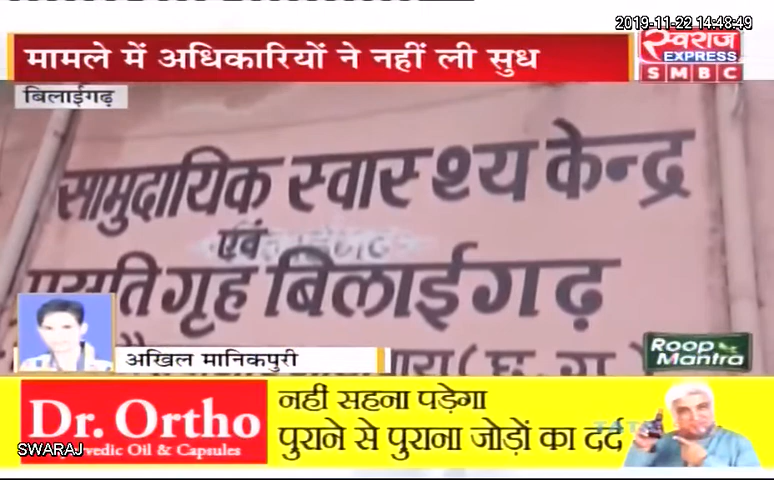 2019-11-22 14:48:49
मामले में अधिकारियों ने नहीं ली सुध
स्वराज
EXPRESS
SMBC
बिलाईगढ़
सामुदायिक स्वास्थ्य केन्द्र
एवं
गृह बिलाईगढ़
अखिल मानिकपुरी
Roop
Mantra
Dr. Ortho
Ayurvedic Oil & Capsules
नहीं सहना पड़ेगा
पुराने से पुराना जोड़ों का दर्द
SWARAJ